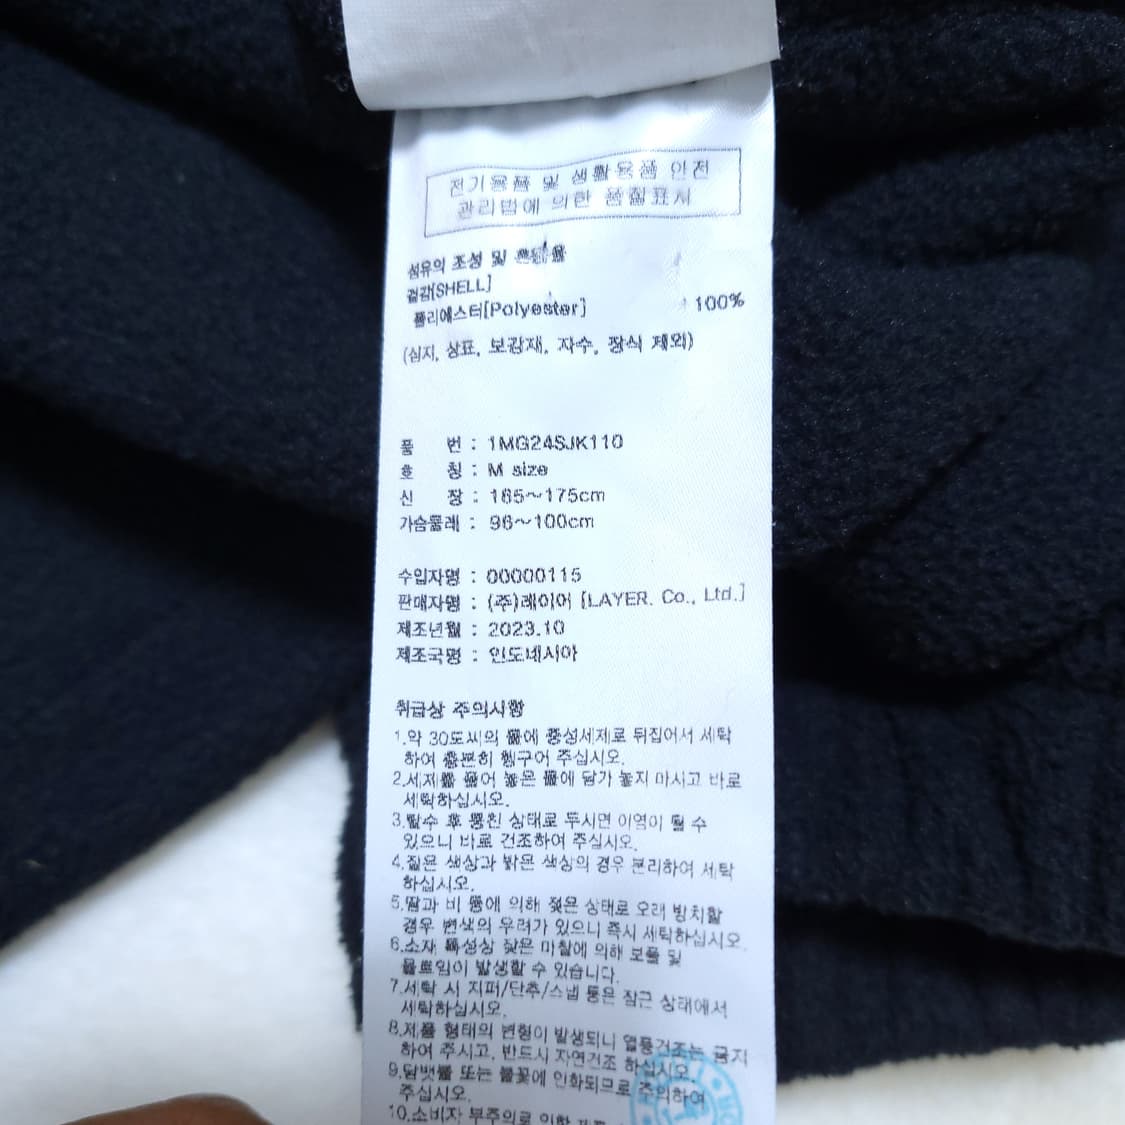 전기용품 및 생활용품 안전
관리법에 의한 품질표시
섬유의 조성 및 혼용율
겉감[SHELL]
폴리에스터[Polyester] 100%
(심지, 상표, 보강재, 자수, 장식 제외)
품 번 : 1MG24SJK110
호 칭 : M size
신 장 : 165~175cm
가슴둘레 : 96~100cm
수입자명 : 00000115
판매자명 : (주)레이어 [LAYER. Co., Ltd.]
제조년월 : 2023.10
제조국명 : 인도네시아
취급상 주의사항
1.약 30도씨의 물에 중성세제로 뒤집어서 세탁
하여 충분히 헹구어 주십시오.
2.세제를 풀어 놓은 물에 담가 놓지 마시고 바로
세탁하십시오.
3.탈수 후 뭉친 상태로 두시면 이염이 될 수
있으니 바로 건조하여 주십시오.
4.짙은 색상과 밝은 색상의 경우 분리하여 세탁
하십시오.
5.땀과 비 등에 의해 젖은 상태로 오래 방치할
경우 변색의 우려가 있으니 즉시 세탁하십시오.
6.소재 특성상 잦은 마찰에 의해 보풀 및
올트임이 발생할 수 있습니다.
7.세탁 시 지퍼/단추/스냅 등은 잠근 상태에서
세탁하십시오.
8.제품 형태의 변형이 발생되니 열풍건조는 금지
하여 주시고, 반드시 자연건조 하십시오.
9.담뱃불 또는 불꽃에 인화되므로 주의하여
주십시오.
10.소비자 부주의로 인한 제품